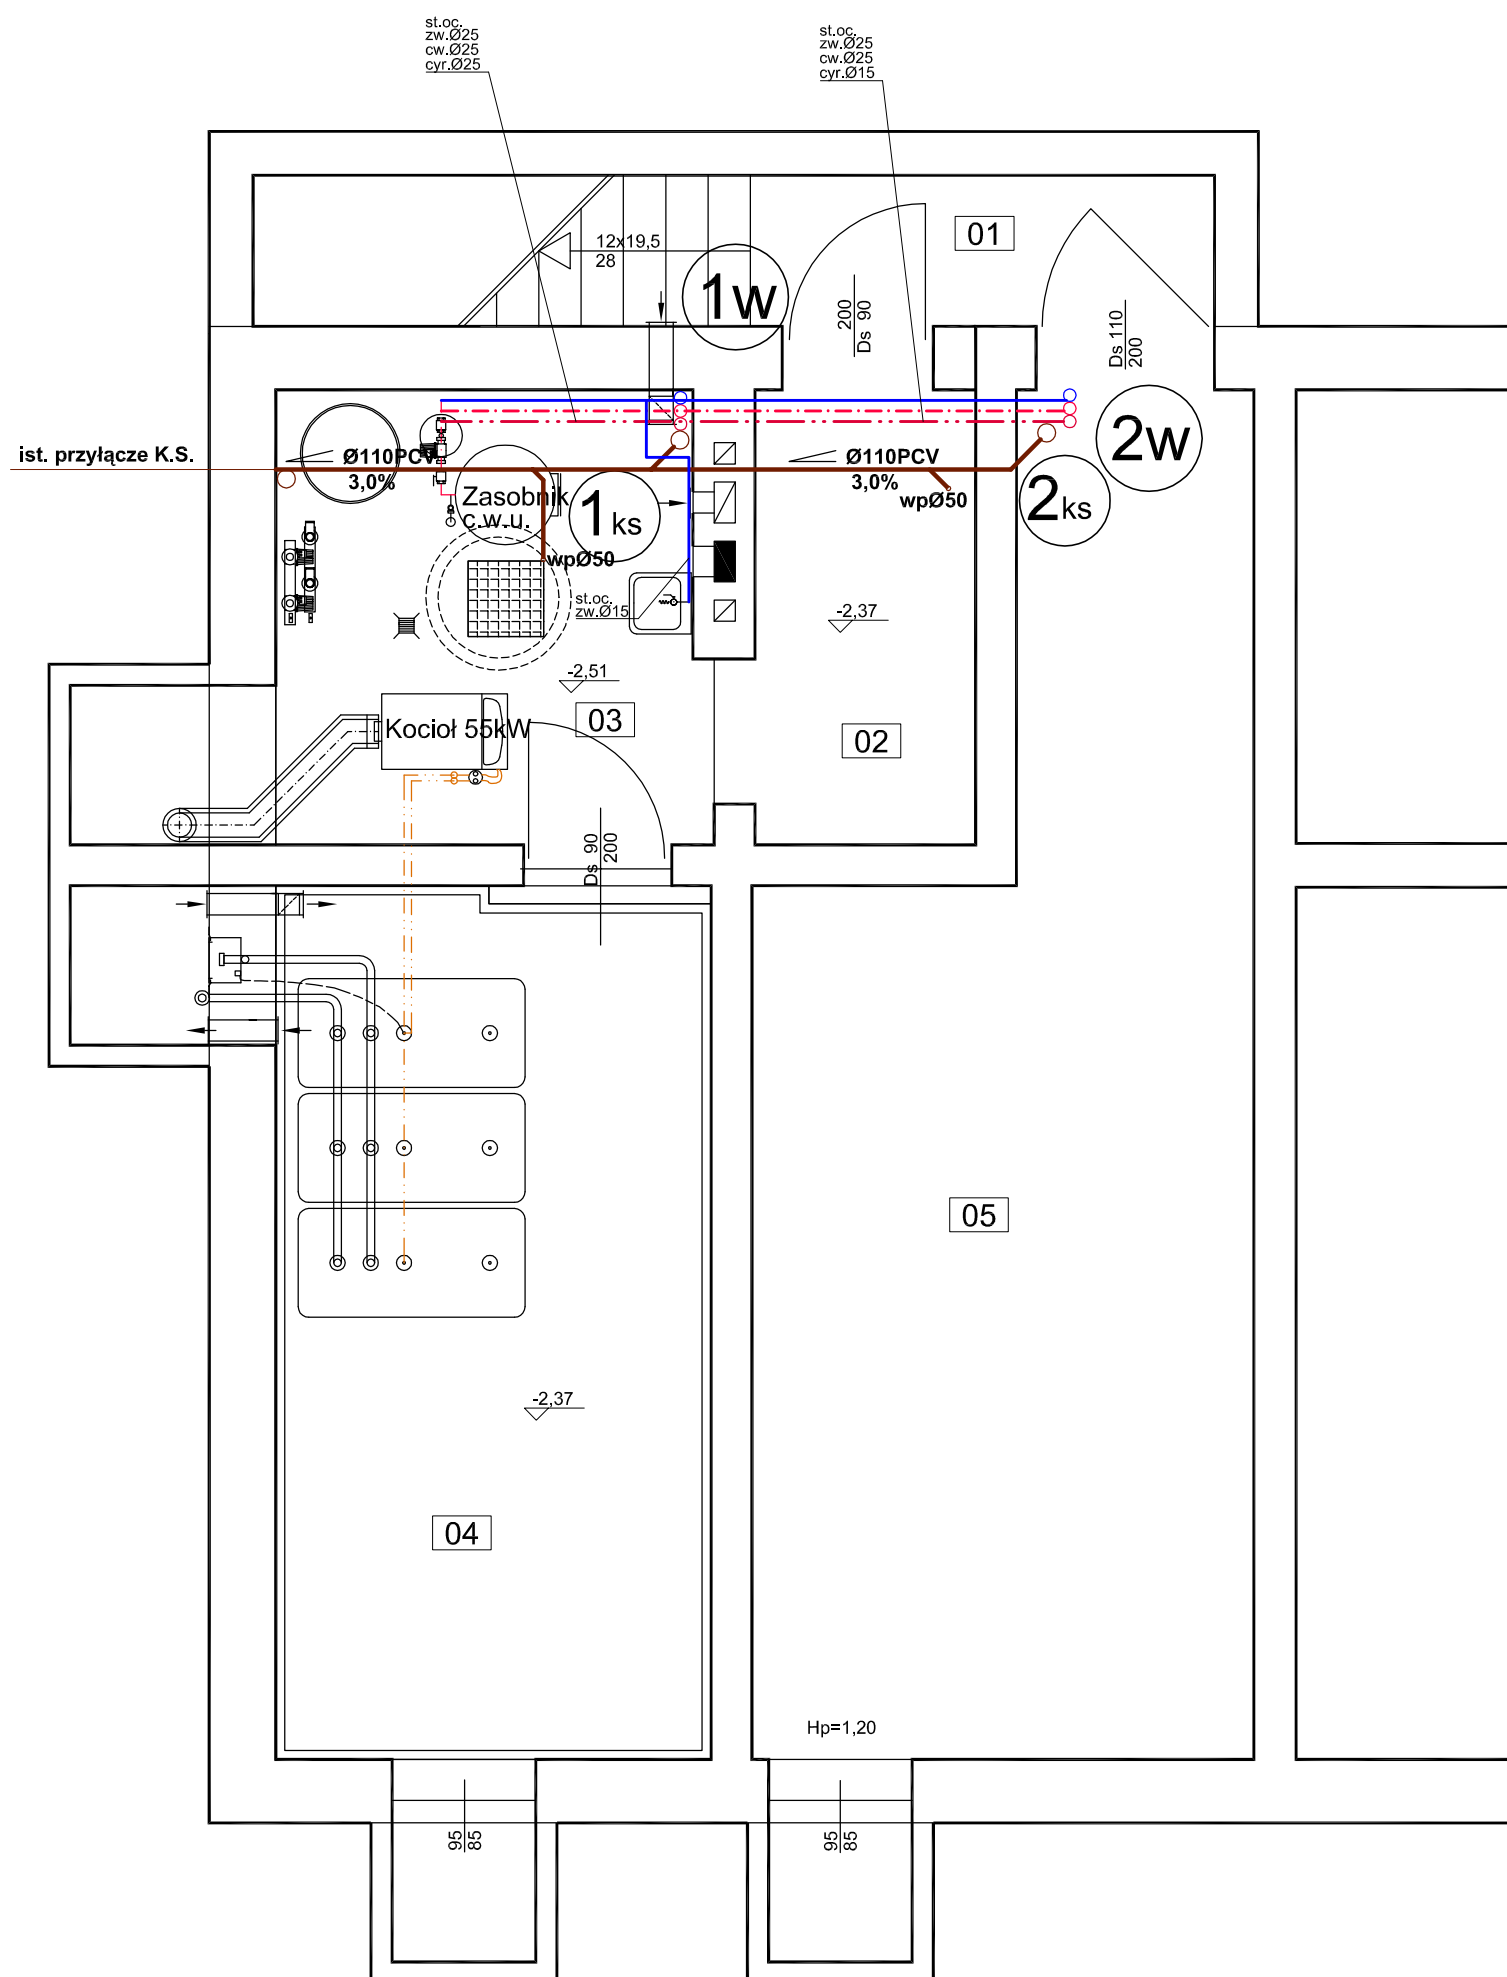 st.oc.
zw.Ø25
cw.Ø25
cyr.Ø25
st.oc.
zw.Ø25
cw.Ø25
cyr.Ø15
12x19,5
28
1w
01
200
Ds 90
Ds 110
200
2w
ist. przyłącze K.S.
Ø110PCV
3,0%
Zasobnik
c.w.u.
1ks
Ø110PCV
3,0%
wpØ50
2ks
wpØ50
st.oc.
zw.Ø15
-2,37
-2,51
03
02
Kocioł 55kW
Ds 90
200
05
-2,37
04
Hp=1,20
95
85
95
85